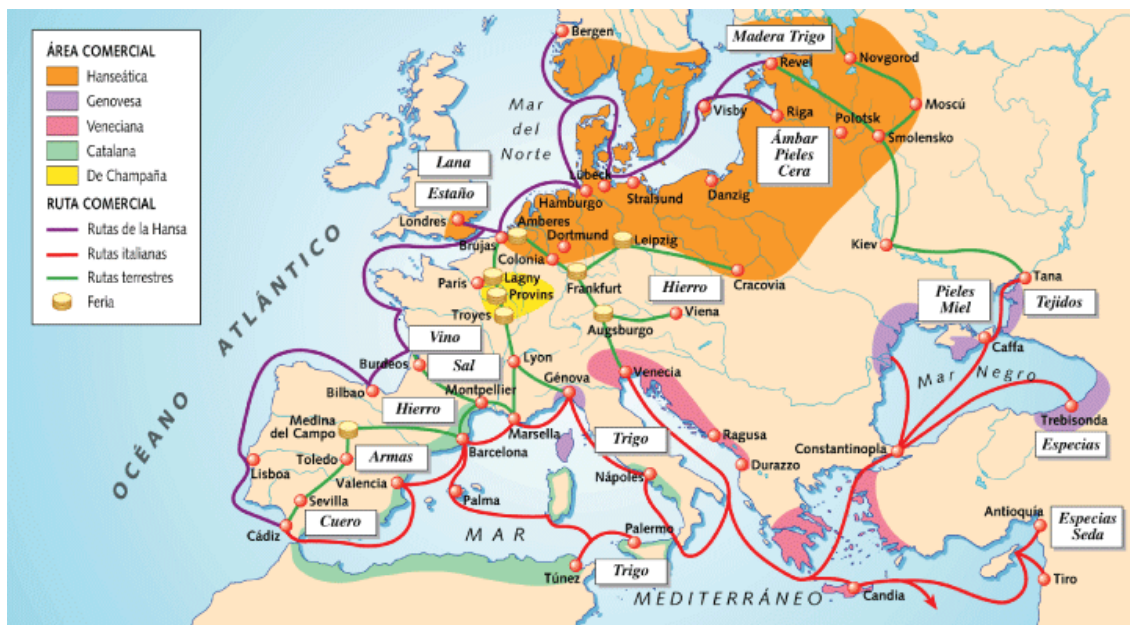 ÁREA COMERCIAL
Hanseática
Genovesa
Veneciana
Catalana
De Champaña
RUTA COMERCIAL
Rutas de la Hansa
Rutas italianas
Rutas terrestres
Feria
OCÉANO
ATLÁNTICO
Mar
del
Norte
Bergen
Madera Trigo
Novgorod
Revel
Moscú
Visby
Riga
Polotsk
Smolensko
Ámbar
Pieles
Cera
Lana
Estaño
Londres
Lübeck
Hamburgo
Stralsund
Danzig
Amberes
Brujas
Dortmund
Colonia
Leipzig
Kiev
Cracovia
Frankfurt
París
Lagny
Provins
Troyes
Hierro
Viena
Augsburgo
Tana
Pieles
Miel
Tejidos
Caffa
Mar Negro
Trebisonda
Especias
Constantinopla
Vino
Burdeos
Sal
Lyon
Génova
Venecia
Bilbao
Hierro
Montpellier
Marsella
Medina
del Campo
Barcelona
Toledo
Armas
Valencia
Lisboa
Sevilla
Cuero
Cádiz
Palma
Trigo
Nápoles
Ragusa
Durazzo
MAR
Palermo
Túnez
Trigo
MEDITERRÁNEO
Candia
Antioquía
Especias
Seda
Tiro